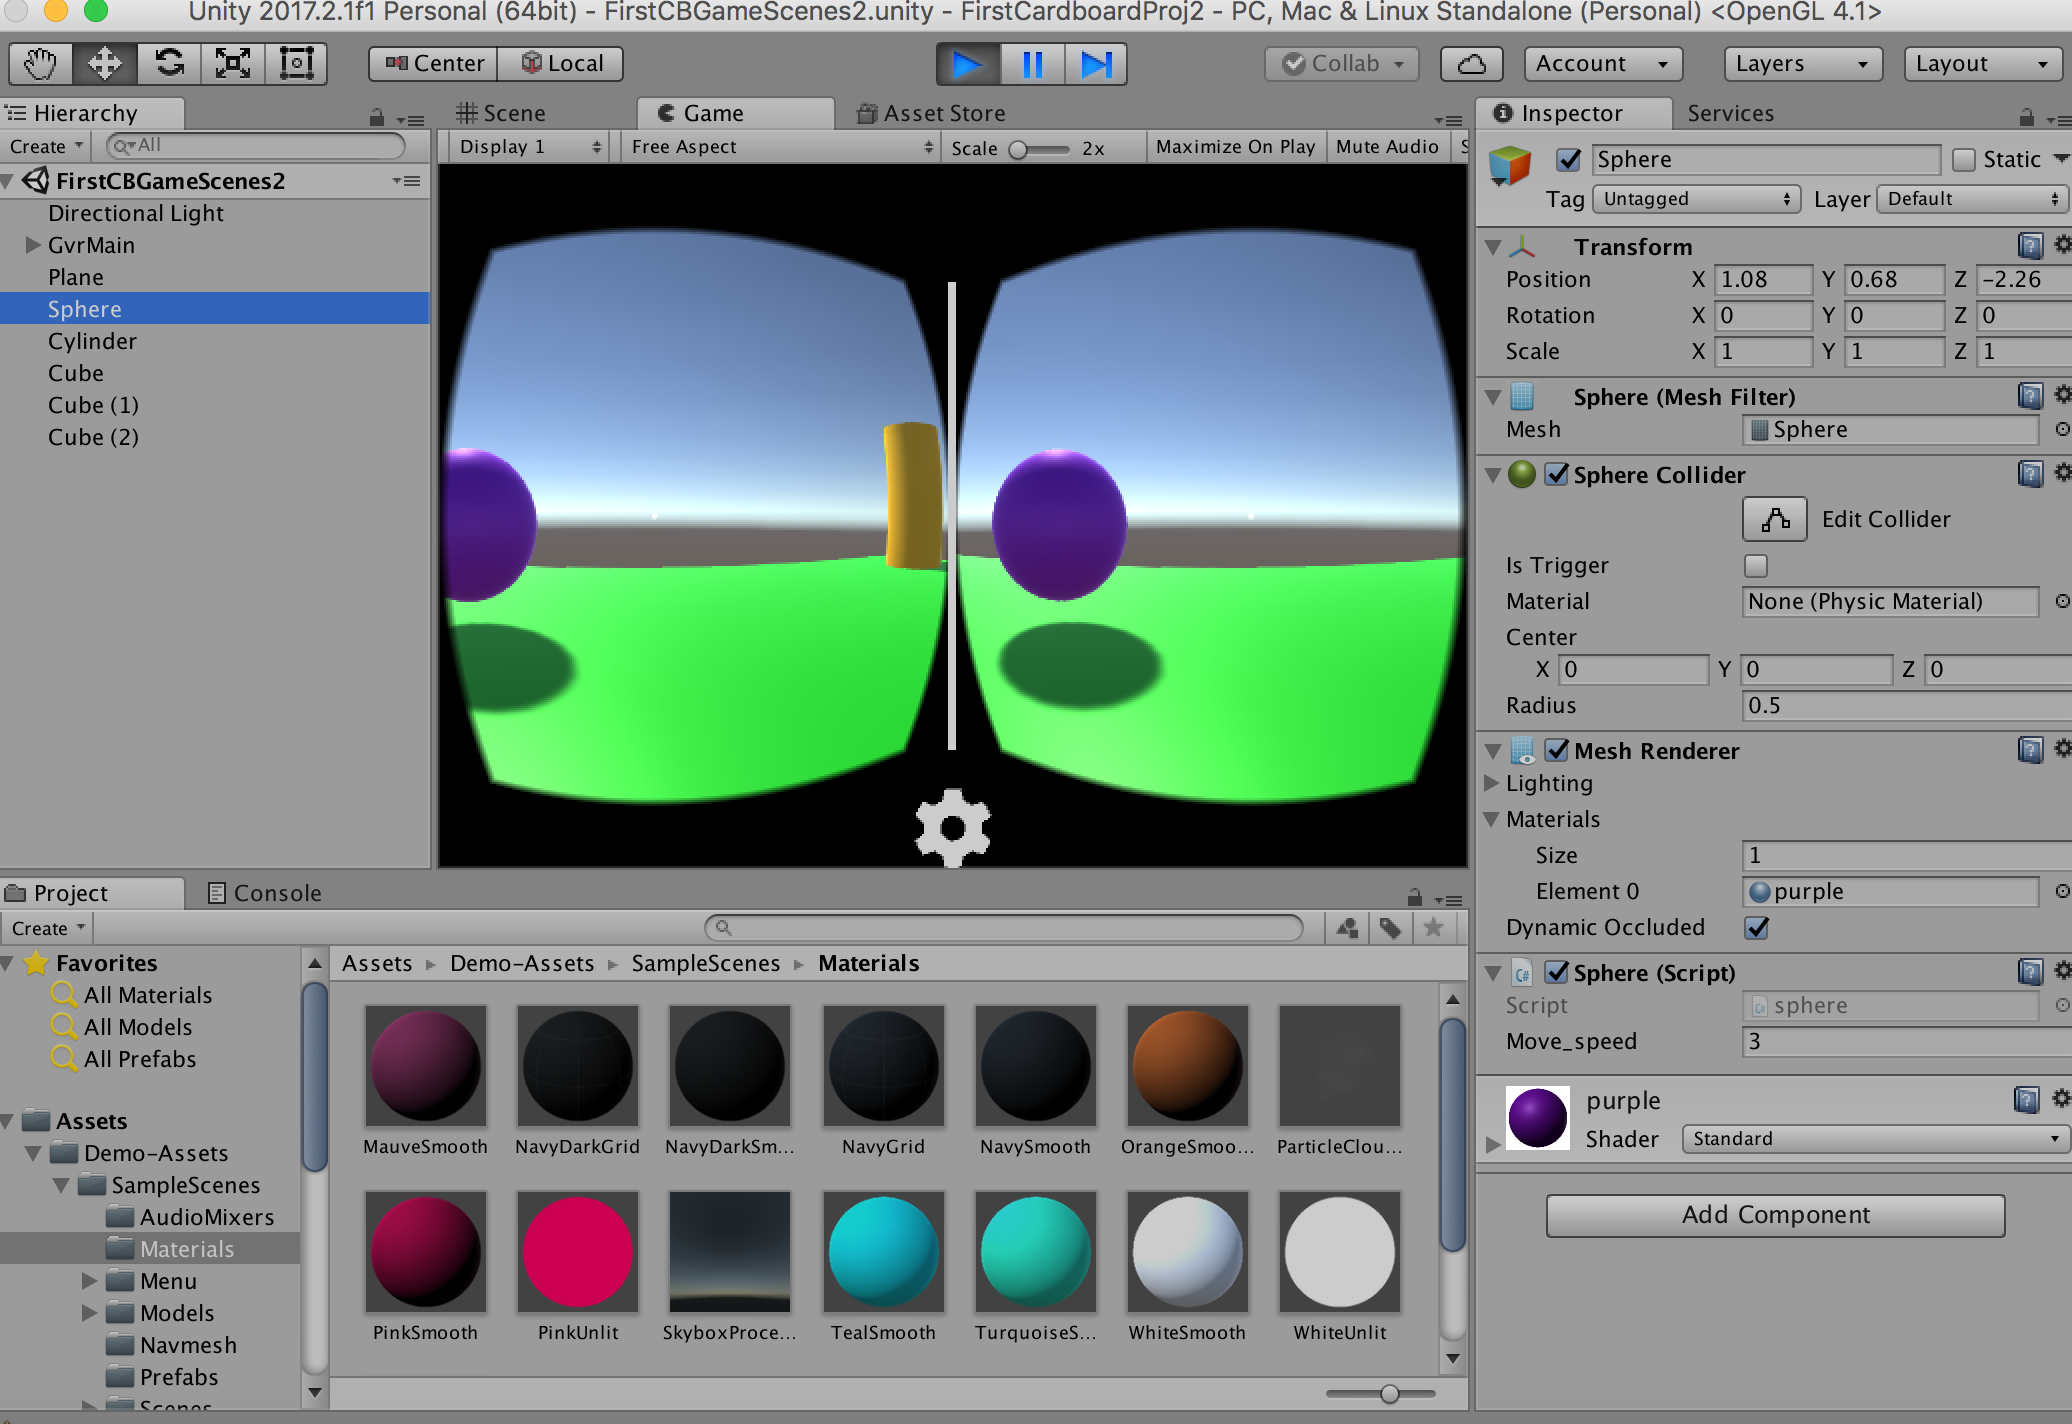 Unity 2017.2.1f1 Personal (64bit) - FirstCBGameScenes2.unity - FirstCardboardProj2 - PC, Mac & Linux Standalone (Personal) <OpenGL 4.1>
Center Local Collab Account Layers Layout
Hierarchy
Create All
FirstCBGameScenes2
Directional Light
GvrMain
Plane
Sphere
Cylinder
Cube
Cube (1)
Cube (2)
Scene Game Asset Store
Display 1 Free Aspect Scale 2x Maximize On Play Mute Audio S
Inspector Services
Sphere Static
Tag Untagged Layer Default
Transform
Position X 1.08 Y 0.68 Z -2.26
Rotation X 0 Y 0 Z 0
Scale X 1 Y 1 Z 1
Sphere (Mesh Filter)
Mesh Sphere
Sphere Collider
Edit Collider
Is Trigger
Material None (Physic Material)
Center
X 0 Y 0 Z 0
Radius 0.5
Mesh Renderer
Lighting
Materials
Size 1
Element 0 purple
Dynamic Occluded
C# Sphere (Script)
Script sphere
Move_speed 3
purple
Shader Standard
Add Component
Project Console
Create
Favorites
All Materials
All Models
All Prefabs
Assets
Demo-Assets
SampleScenes
AudioMixers
Materials
Menu
Models
Navmesh
Prefabs
Scenes
Assets Demo-Assets SampleScenes Materials
MauveSmooth NavyDarkGrid NavyDarkSm... NavyGrid NavySmooth OrangeSmoo... ParticleClou...
PinkSmooth PinkUnlit SkyboxProce... TealSmooth TurquoiseS... WhiteSmooth WhiteUnlit